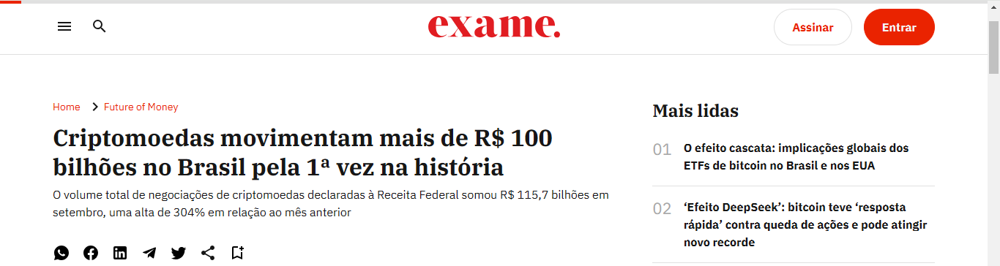 exame.
Assinar
Entrar
Home
Future of Money
Criptomoedas movimentam mais de R$ 100
bilhões no Brasil pela 1ª vez na história
O volume total de negociações de criptomoedas declaradas à Receita Federal somou R$ 115,7 bilhões em
setembro, uma alta de 304% em relação ao mês anterior
Mais lidas
01
O efeito cascata: implicações globais dos
ETFs de bitcoin no Brasil e nos EUA
02
‘Efeito DeepSeek’: bitcoin teve ‘resposta
rápida’ contra queda de ações e pode atingir
novo recorde